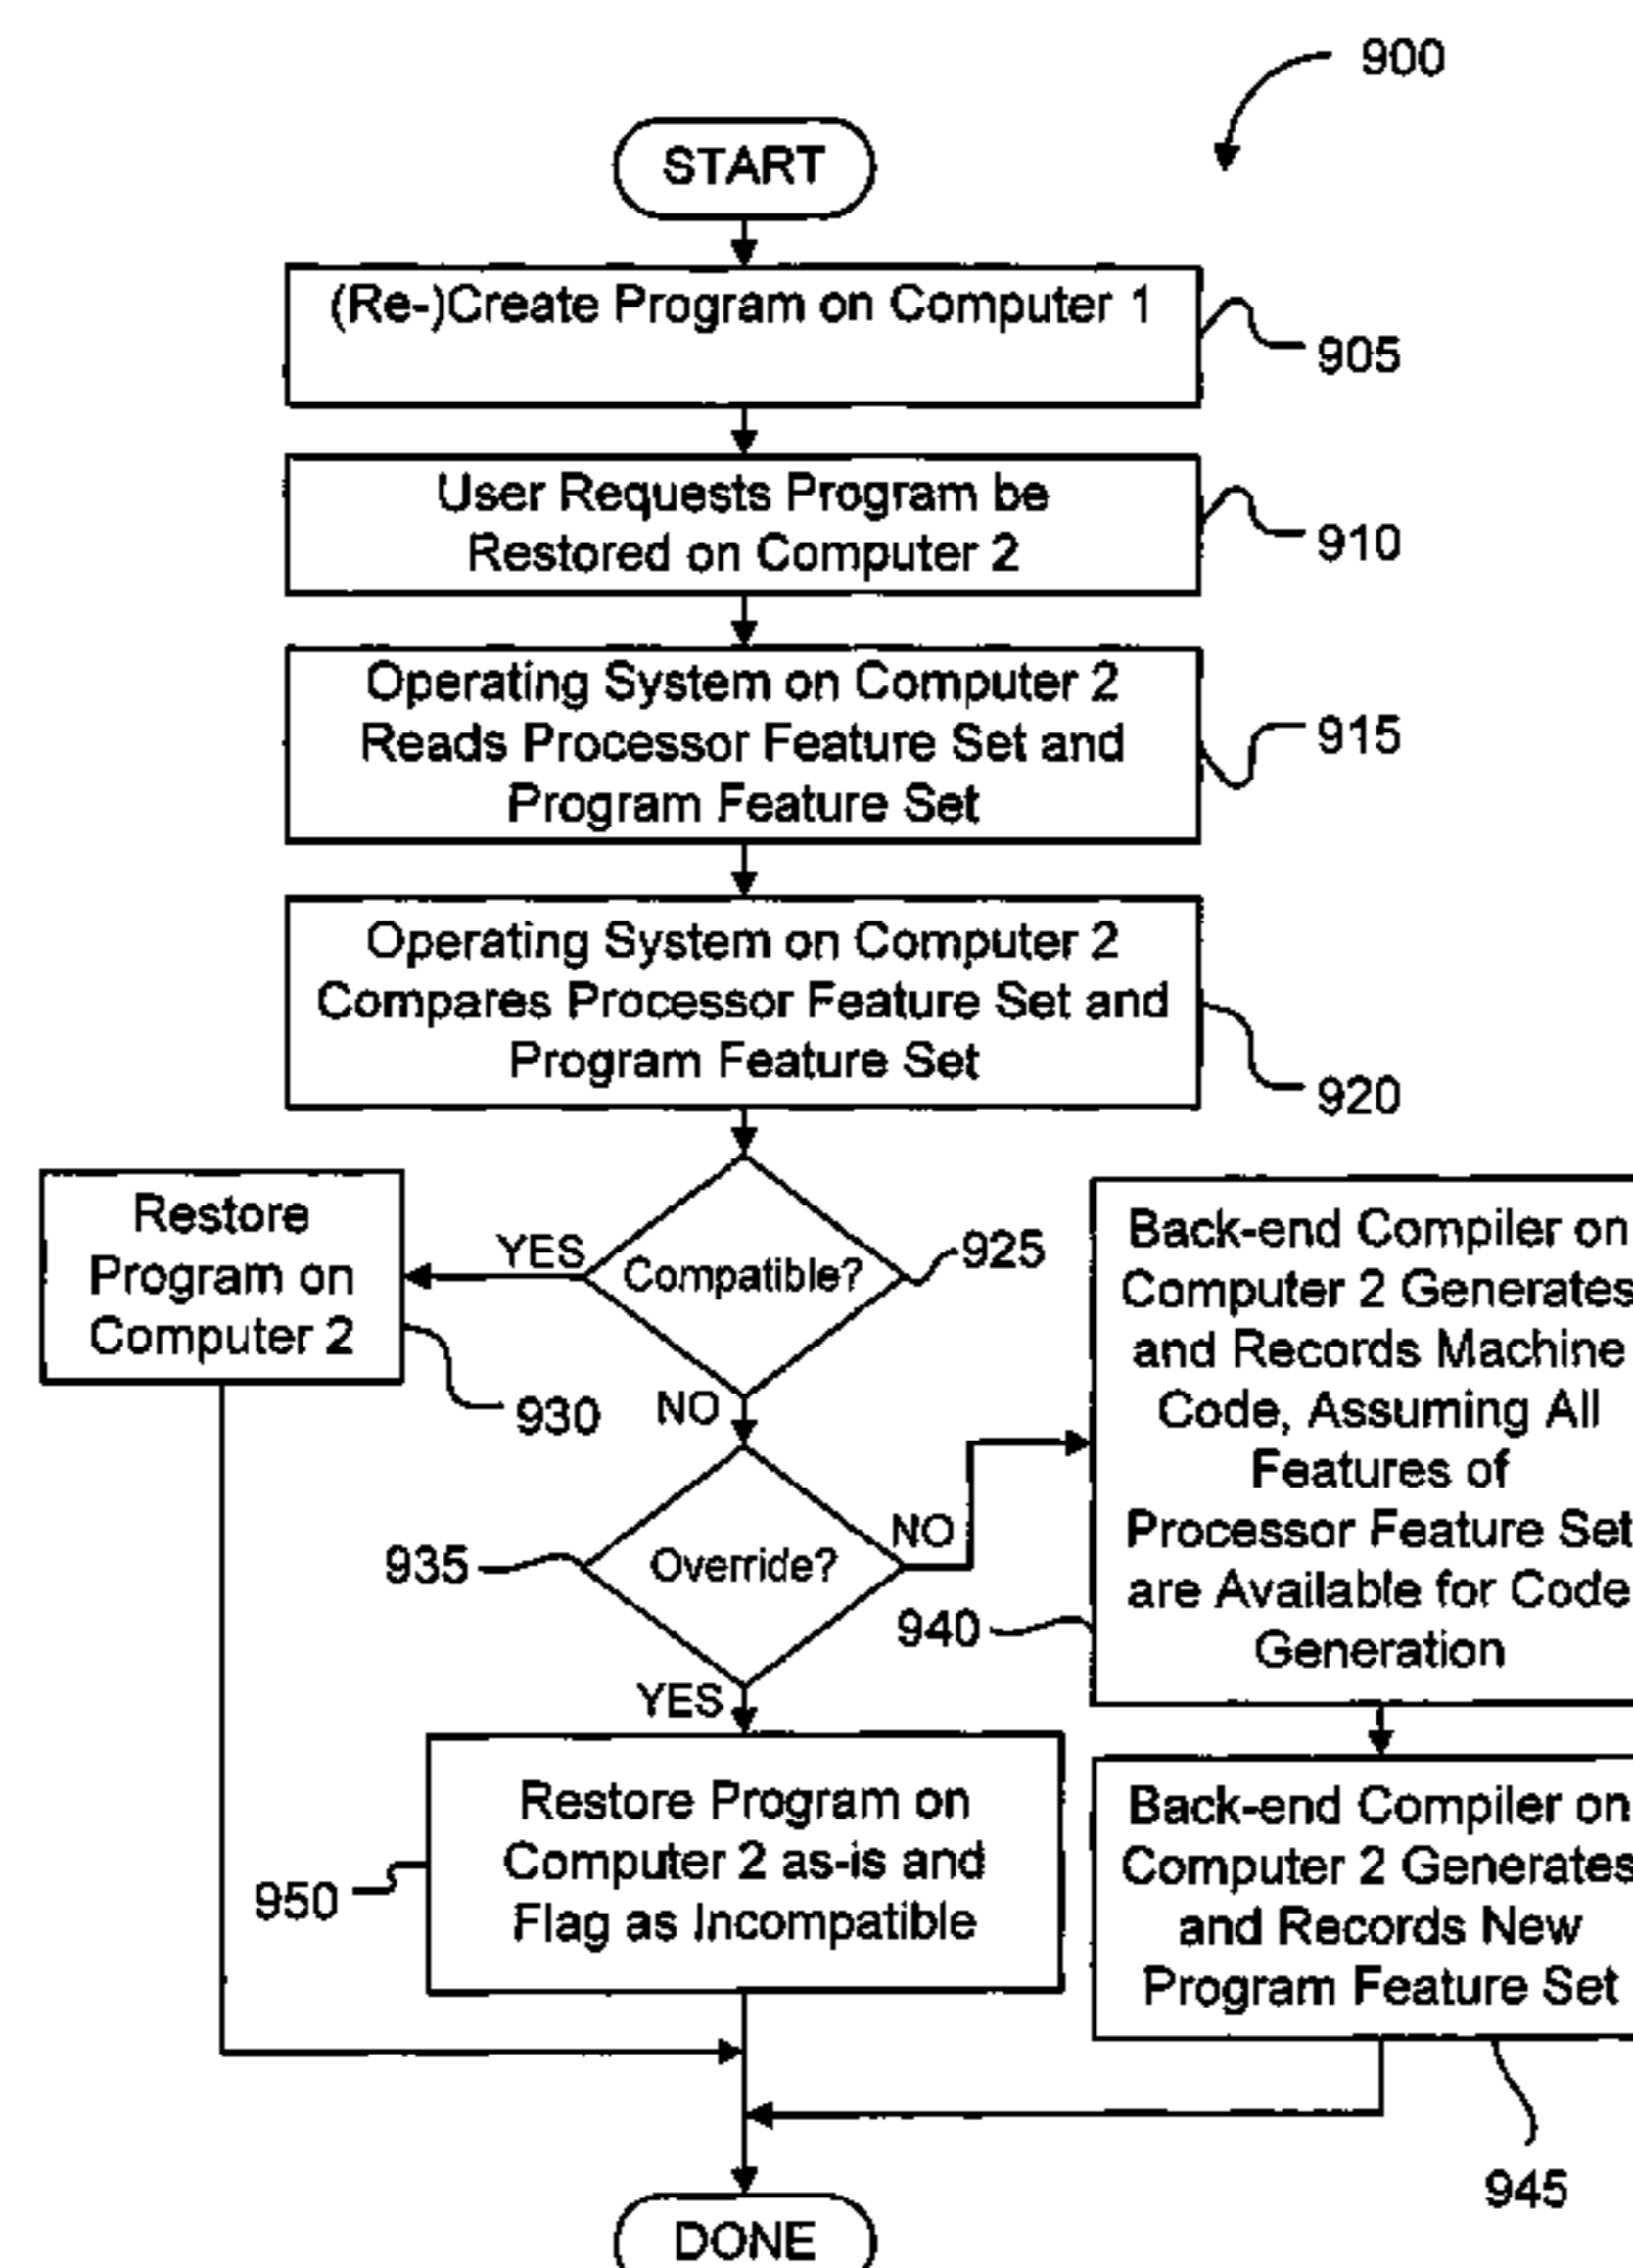 900
START
(Re-)Create Program on Computer 1
905
User Requests Program be
Restored on Computer 2
910
Operating System on Computer 2
Reads Processor Feature Set and
Program Feature Set
915
Operating System on Computer 2
Compares Processor Feature Set and
Program Feature Set
920
Compatible?
925
YES
NO
Restore
Program on
Computer 2
930
Override?
935
NO
YES
Back-end Compiler on
Computer 2 Generates
and Records Machine
Code, Assuming All
Features of
Processor Feature Set
are Available for Code
Generation
940
Back-end Compiler on
Computer 2 Generates
and Records New
Program Feature Set
945
Restore Program on
Computer 2 as-is and
Flag as Incompatible
950
DONE